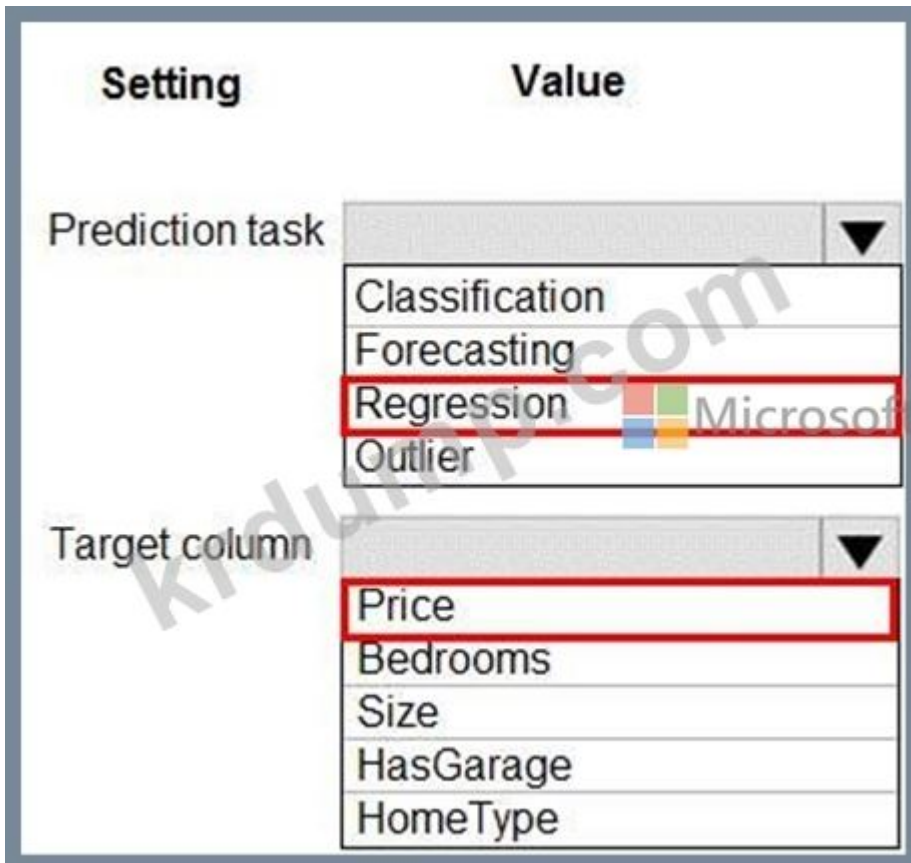 Setting Value
Prediction task
Classification
Forecasting
Regression
Microsof
Outlier
Target column
Price
Bedrooms
Size
HasGarage
HomeType
krdump.com